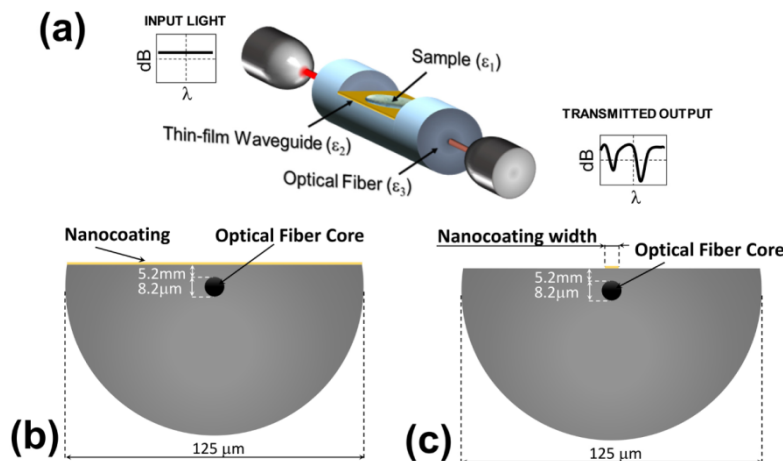 (a)
INPUT LIGHT
dB
λ
Sample (ε₁)
Thin-film Waveguide (ε₂)
Optical Fiber (ε₃)
TRANSMITTED OUTPUT
dB
λ
Nanocoating
Optical Fiber Core
5.2mm
8.2μm
(b)
125 μm
Nanocoating width
Optical Fiber Core
5.2mm
8.2μm
(c)
125 μm